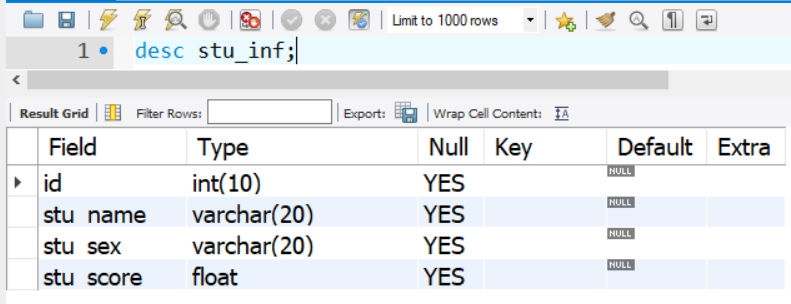 Limit to 1000 rows
1 desc stu_inf;
Result Grid Filter Rows: Export: Wrap Cell Content: IA
Field Type Null Key Default Extra
id int(10) YES NULL
stu_name varchar(20) YES NULL
stu_sex varchar(20) YES NULL
stu_score float YES NULL